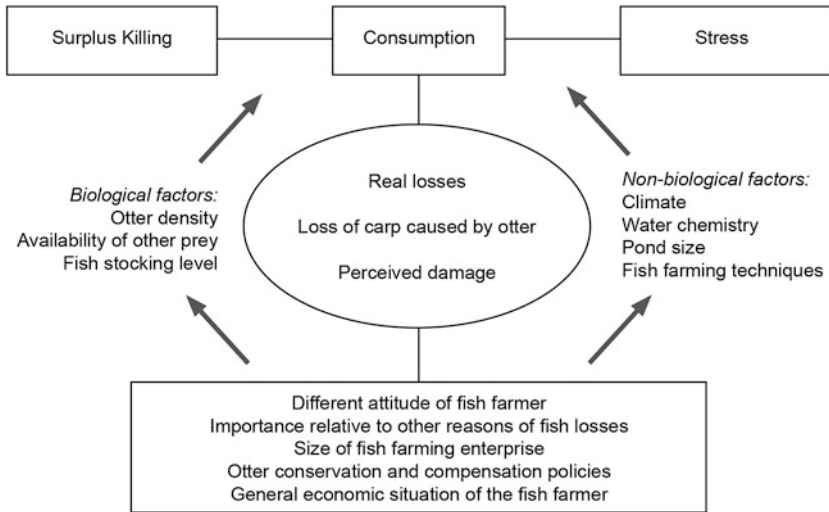 Surplus Killing
Consumption
Stress
Real losses
Loss of carp caused by otter
Perceived damage
Biological factors:
Otter density
Availability of other prey
Fish stocking level
Non-biological factors:
Climate
Water chemistry
Pond size
Fish farming techniques
Different attitude of fish farmer
Importance relative to other reasons of fish losses
Size of fish farming enterprise
Otter conservation and compensation policies
General economic situation of the fish farmer